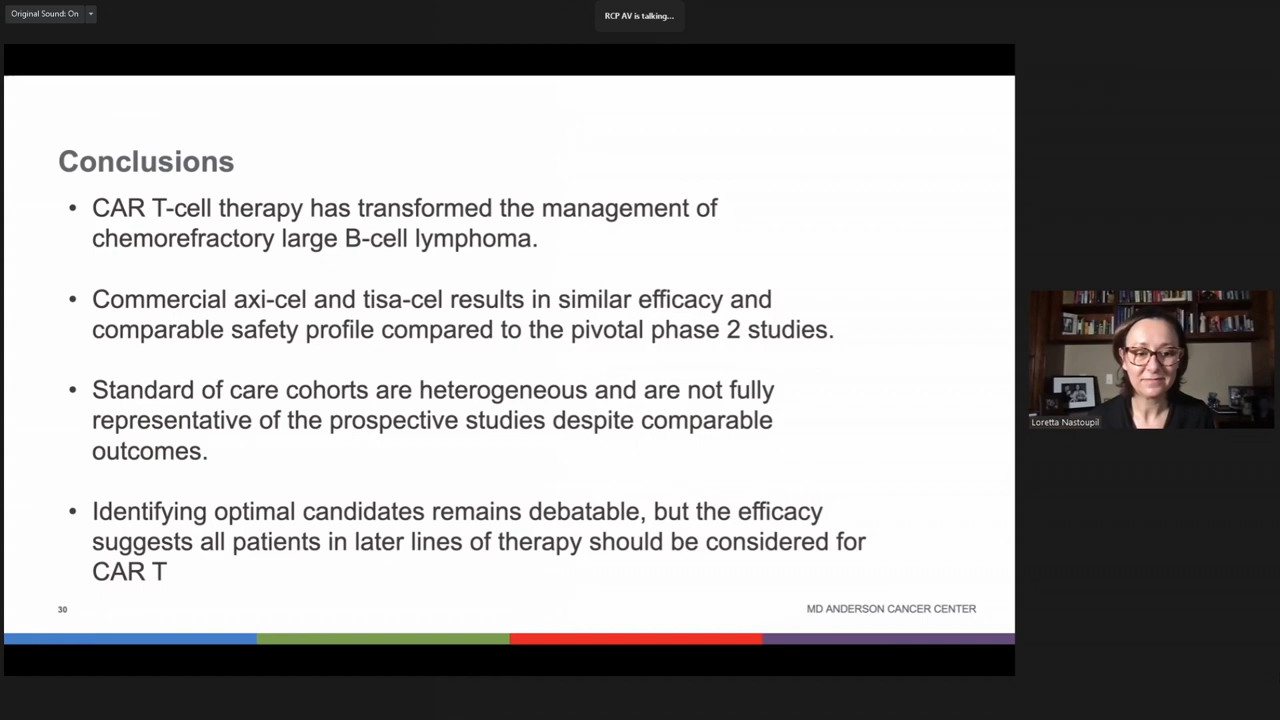 Original Sound: On
RCP AV is talking...
Conclusions
• CAR T-cell therapy has transformed the management of
chemorefractory large B-cell lymphoma.
• Commercial axi-cel and tisa-cel results in similar efficacy and
comparable safety profile compared to the pivotal phase 2 studies.
• Standard of care cohorts are heterogeneous and are not fully
representative of the prospective studies despite comparable
outcomes.
• Identifying optimal candidates remains debatable, but the efficacy
suggests all patients in later lines of therapy should be considered for
CAR T
30
MD ANDERSON CANCER CENTER
Loretta Nastoupil